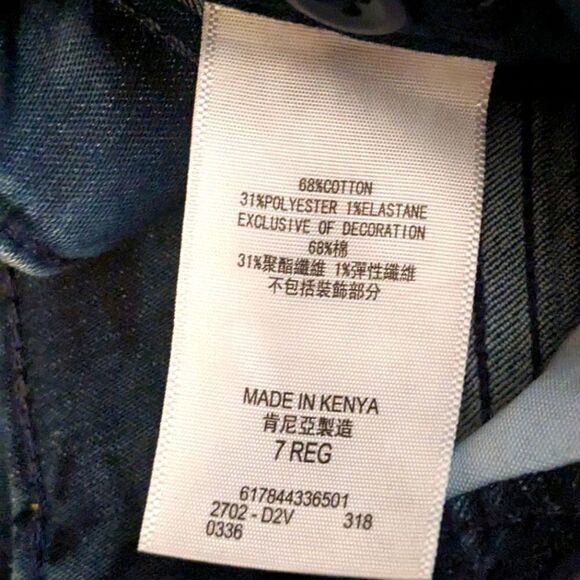 68%COTTON
31%POLYESTER 1%ELASTANE
EXCLUSIVE OF DECORATION
68%棉
31%聚酯纖維 1%彈性纖維
不包括裝飾部分
MADE IN KENYA
肯尼亞製造
7 REG
617844336501
2702 - D2V 318
0336